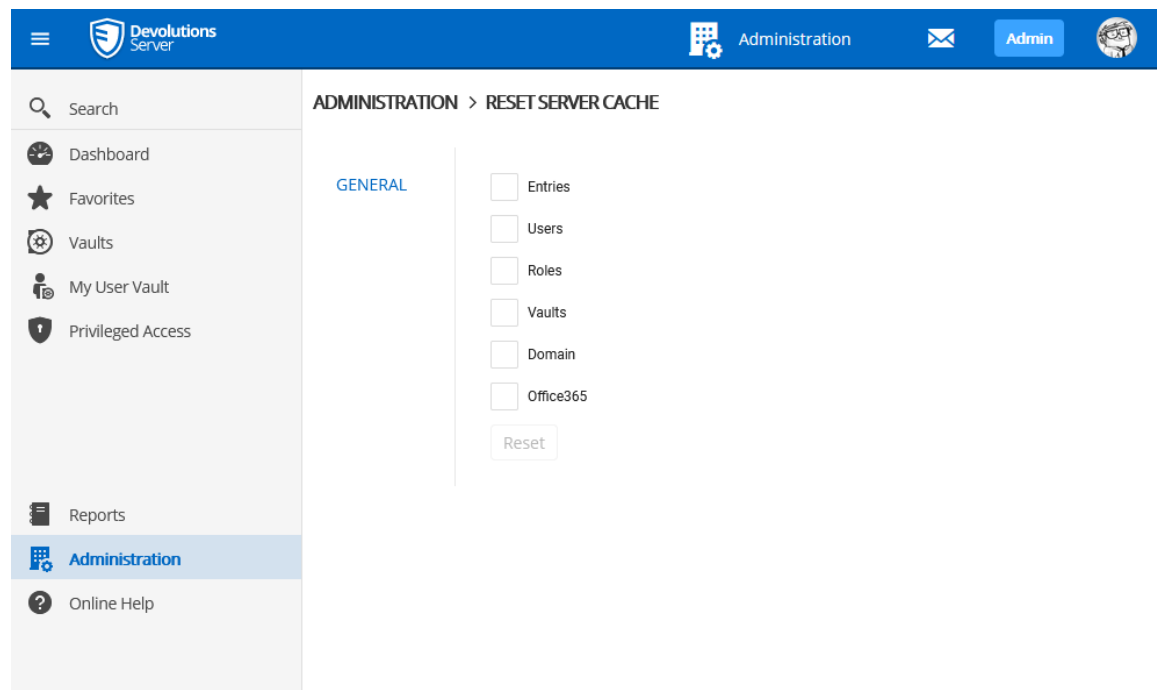 Devolutions
Server
Administration
Admin
Search
Dashboard
Favorites
Vaults
My User Vault
Privileged Access
Reports
Administration
Online Help
ADMINISTRATION > RESET SERVER CACHE
GENERAL
Entries
Users
Roles
Vaults
Domain
Office365
Reset